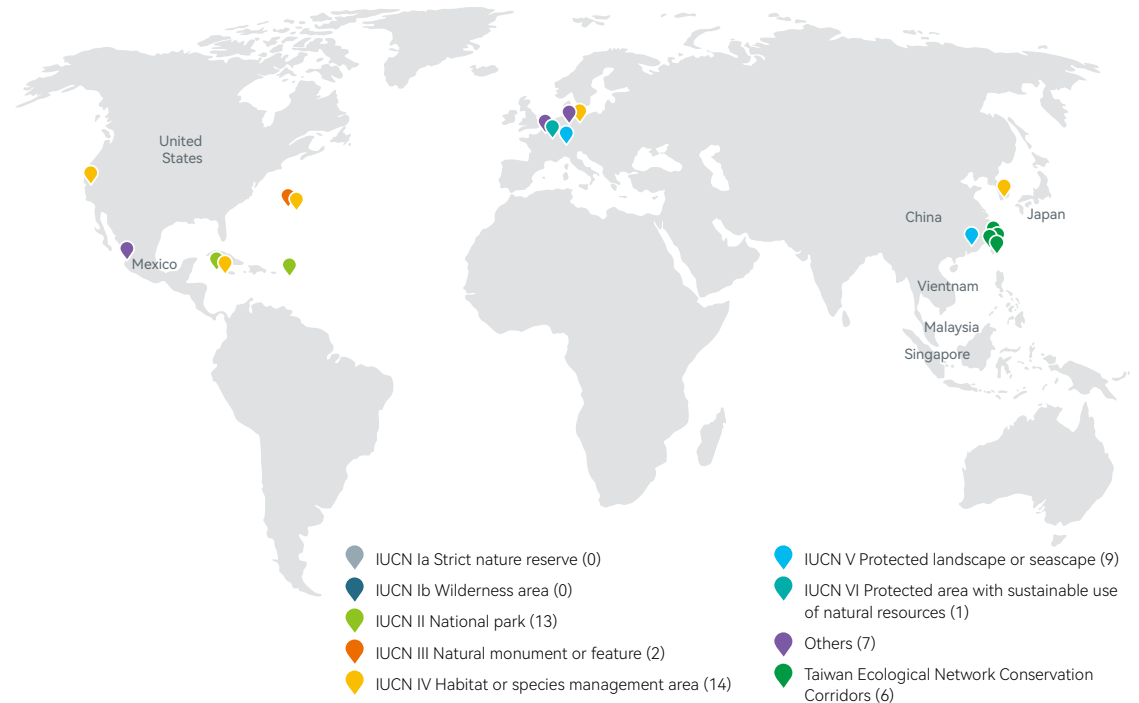 United
States
Mexico
China
Japan
Vientnam
Malaysia
Singapore
IUCN Ia Strict nature reserve (0)
IUCN Ib Wilderness area (0)
IUCN II National park (13)
IUCN III Natural monument or feature (2)
IUCN IV Habitat or species management area (14)
IUCN V Protected landscape or seascape (9)
IUCN VI Protected area with sustainable use
of natural resources (1)
Others (7)
Taiwan Ecological Network Conservation
Corridors (6)